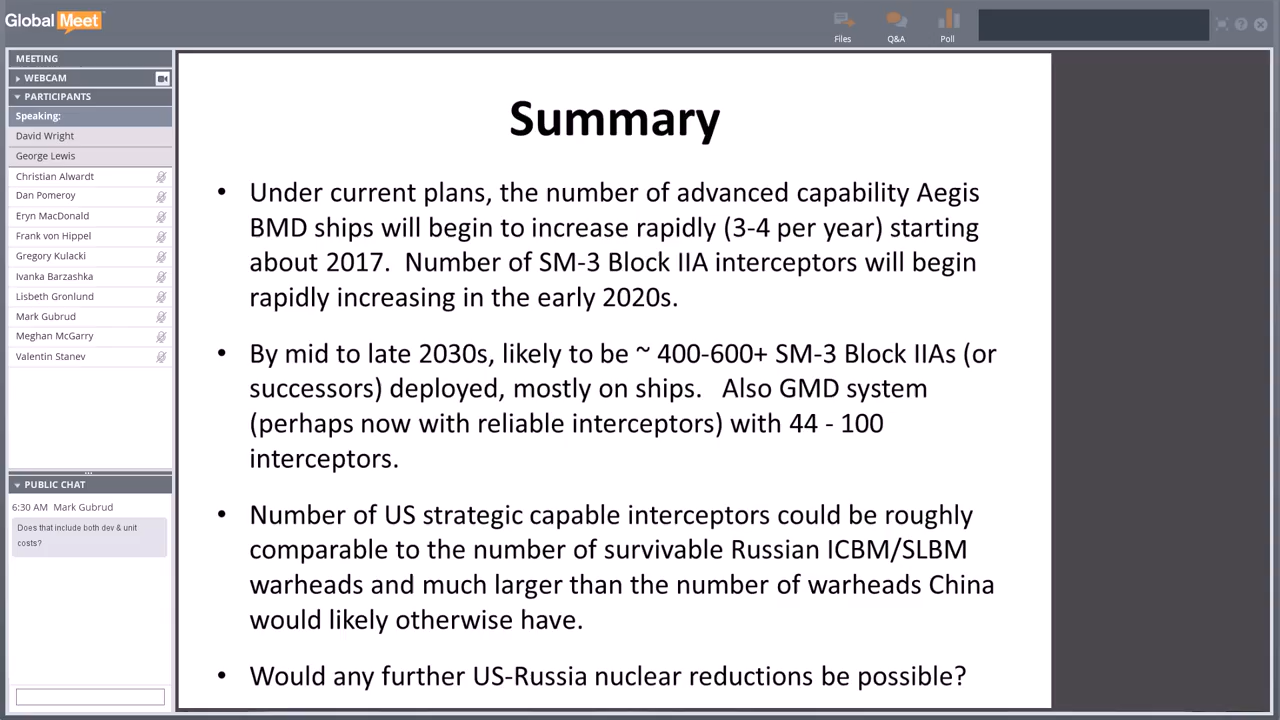 Global Meet
Files
Q&A
Poll
MEETING
WEBCAM
PARTICIPANTS
Speaking:
David Wright
George Lewis
Christian Alwardt
Dan Pomeroy
Eryn MacDonald
Frank von Hippel
Gregory Kulacki
Ivanka Barzashka
Lisbeth Gronlund
Mark Gubrud
Meghan McGarry
Valentin Stanev
PUBLIC CHAT
6:30 AM Mark Gubrud
Does that include both dev & unit
costs?
Summary
• Under current plans, the number of advanced capability Aegis
BMD ships will begin to increase rapidly (3-4 per year) starting
about 2017. Number of SM-3 Block IIA interceptors will begin
rapidly increasing in the early 2020s.
• By mid to late 2030s, likely to be ~ 400-600+ SM-3 Block IIAs (or
successors) deployed, mostly on ships. Also GMD system
(perhaps now with reliable interceptors) with 44 - 100
interceptors.
• Number of US strategic capable interceptors could be roughly
comparable to the number of survivable Russian ICBM/SLBM
warheads and much larger than the number of warheads China
would likely otherwise have.
• Would any further US-Russia nuclear reductions be possible?